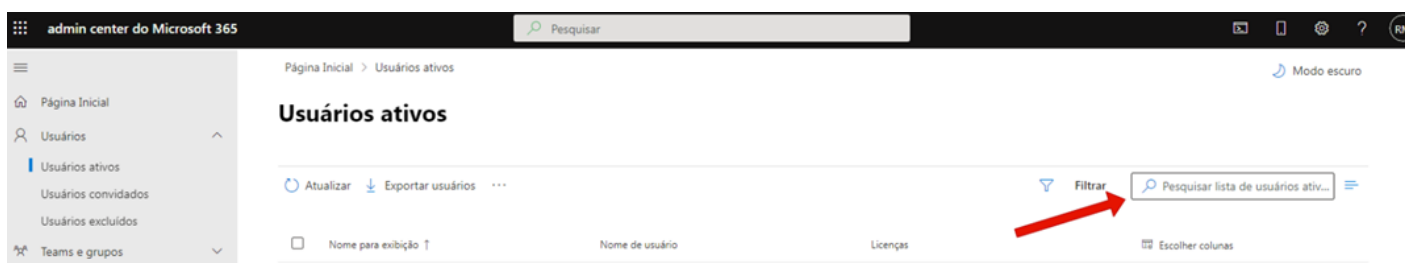 admin center do Microsoft 365
Pesquisar
?
RM
Página Inicial > Usuários ativos
Modo escuro
Página Inicial
Usuários ativos
Usuários
Usuários ativos
Usuários convidados
Usuários excluídos
Teams e grupos
Atualizar
Exportar usuários
...
Filtrar
Pesquisar lista de usuários ativ...
Nome para exibição ↑
Nome de usuário
Licenças
Escolher colunas